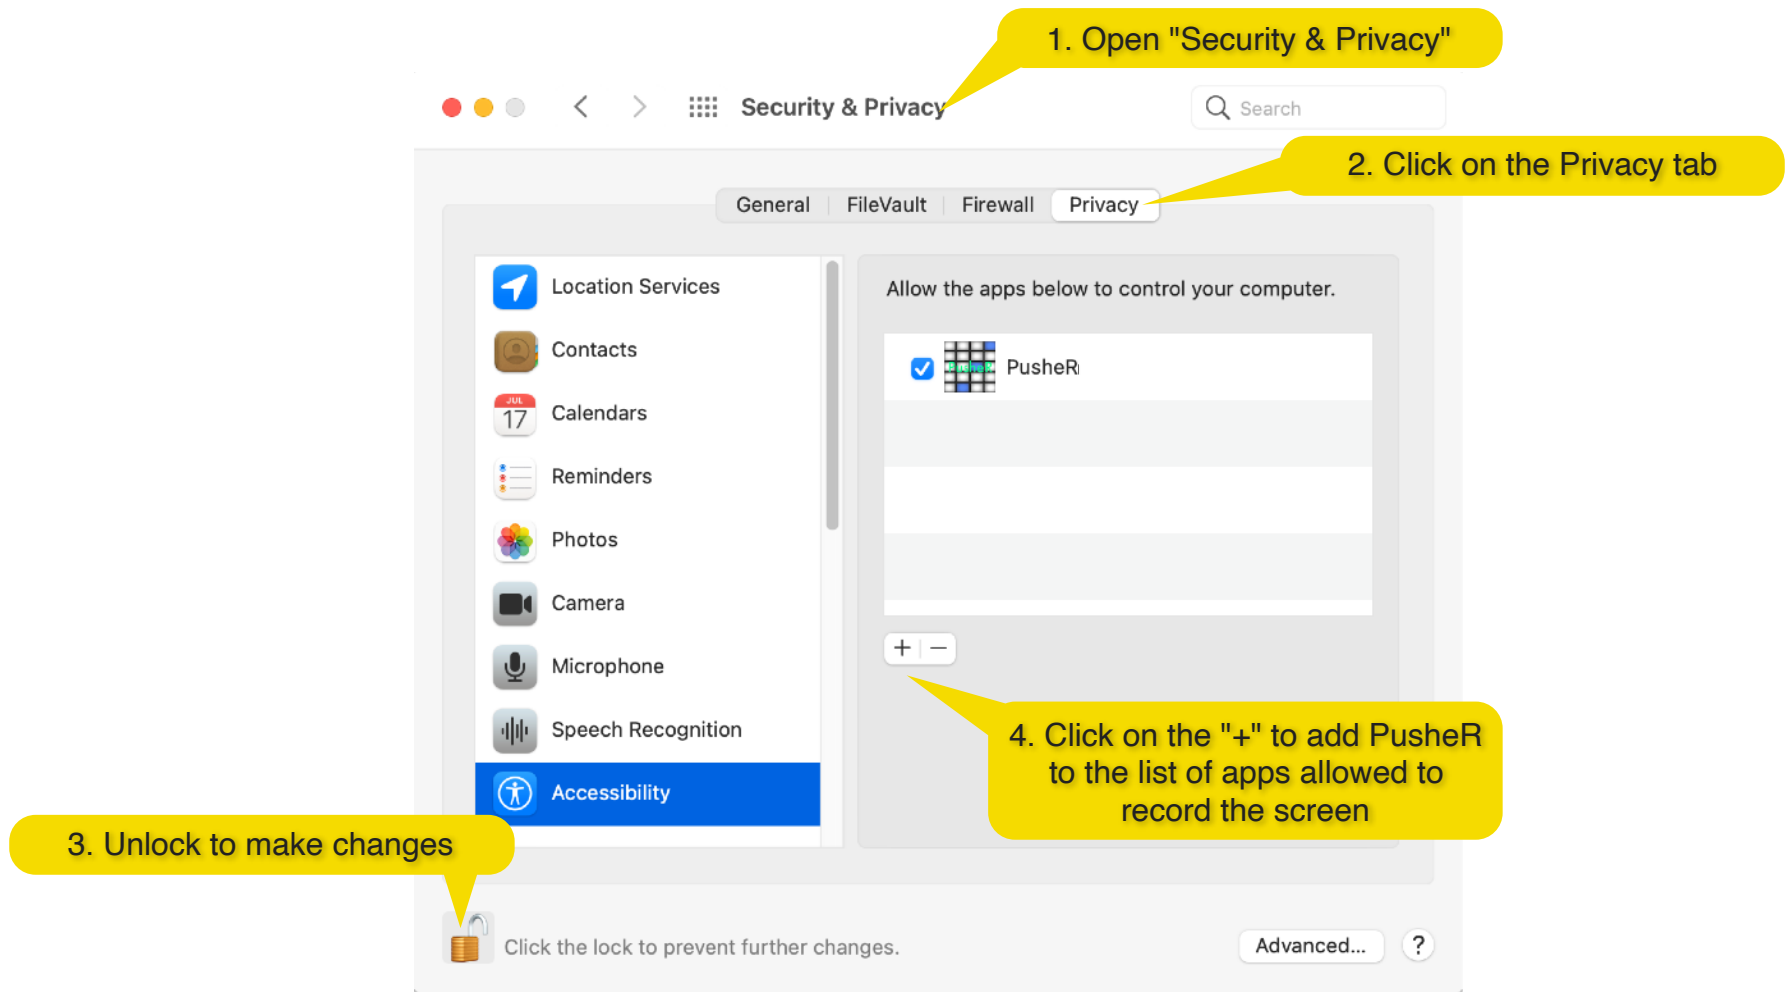 1. Open "Security & Privacy"
Security & Privacy
Search
2. Click on the Privacy tab
General
FileVault
Firewall
Privacy
Location Services
Contacts
JUL
17
Calendars
Reminders
Photos
Camera
Microphone
Speech Recognition
Accessibility
Allow the apps below to control your computer.
PusheR
PusheR
+ −
4. Click on the "+" to add PusheR
to the list of apps allowed to
record the screen
3. Unlock to make changes
Click the lock to prevent further changes.
Advanced...
?